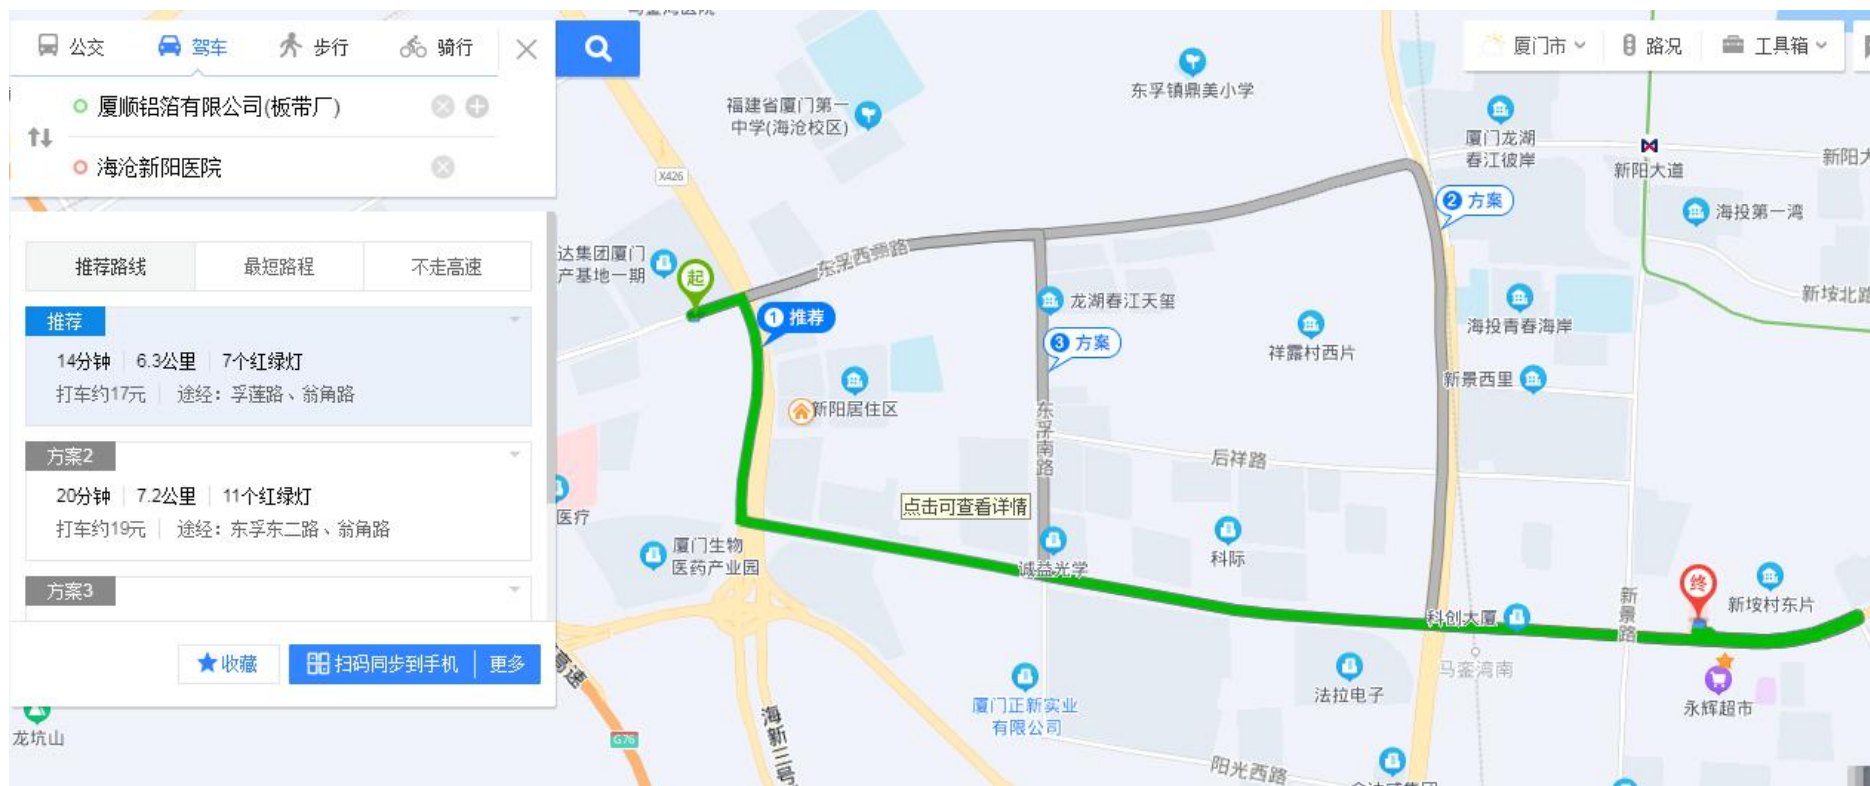 公交
驾车
步行
骑行
厦顺铝箔有限公司(板带厂)
海沧新阳医院
推荐路线
最短路程
不走高速
推荐
14分钟 6.3公里 7个红绿灯
打车约17元 途经：孚莲路、翁角路
方案2
20分钟 7.2公里 11个红绿灯
打车约19元 途经：东孚东二路、翁角路
方案3
收藏
扫码同步到手机
更多
龙坑山
厦门市
路况
工具箱
东孚镇鼎美小学
福建省厦门第一
中学(海沧校区)
X426
厦门龙湖
春江彼岸
新阳大道
新阳大
2 方案
海投第一湾
达集团厦门
产基地一期
起
东孚西二路
1 推荐
龙湖春江天玺
3 方案
祥露村西片
海投青春海岸
新垵北路
新景西里
新阳居住区
东孚南路
后祥路
点击可查看详情
医疗
厦门生物
医药产业园
诚益光学
科际
科创大厦
新景路
终
新垵村东片
马銮湾南
法拉电子
永辉超市
厦门正新实业
有限公司
高速
G76
海新三号
阳光西路